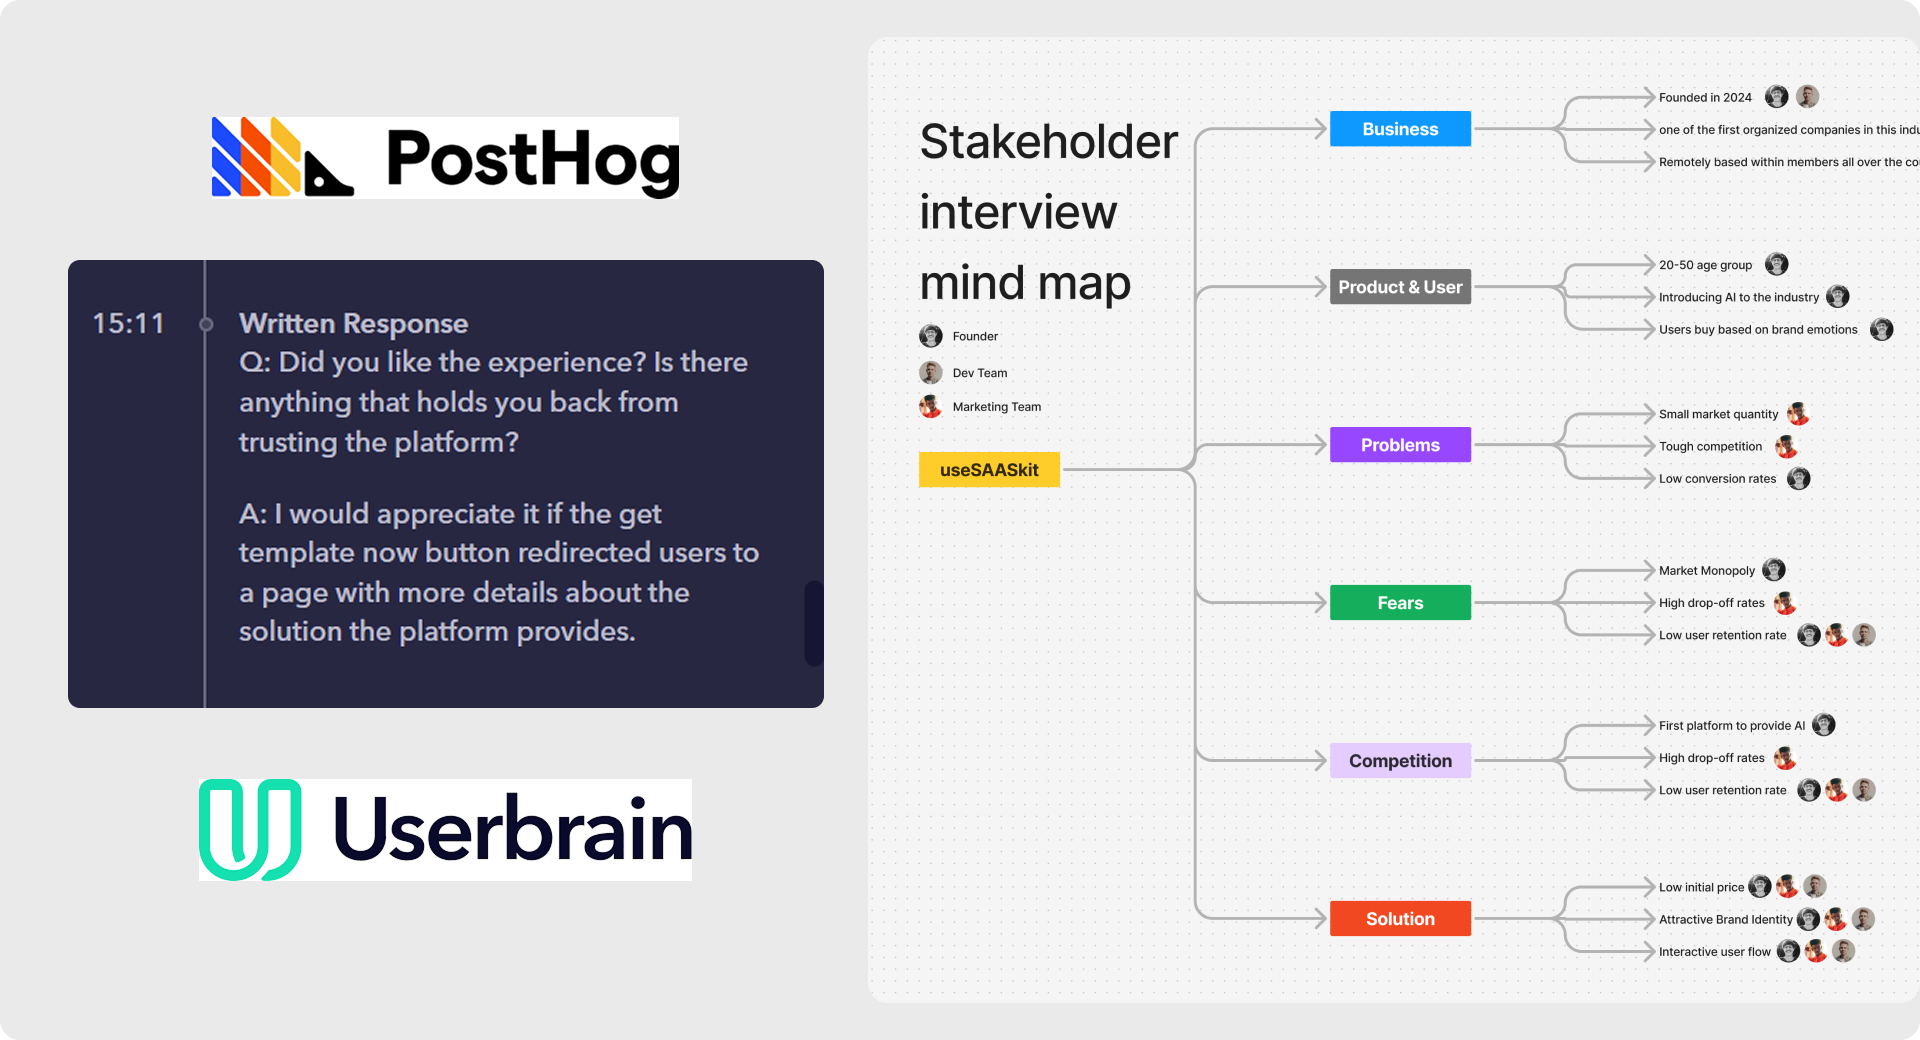 PostHog
15:11
Written Response
Q: Did you like the experience? Is there
anything that holds you back from
trusting the platform?
A: I would appreciate it if the get
template now button redirected users to
a page with more details about the
solution the platform provides.
Userbrain
Stakeholder
interview
mind map
Founder
Dev Team
Marketing Team
useSAASkit
Business
Founded in 2024
one of the first organized companies in this indu
Remotely based within members all over the cou
Product & User
20-50 age group
Introducing AI to the industry
Users buy based on brand emotions
Problems
Small market quantity
Tough competition
Low conversion rates
Fears
Market Monopoly
High drop-off rates
Low user retention rate
Competition
First platform to provide AI
High drop-off rates
Low user retention rate
Solution
Low initial price
Attractive Brand Identity
Interactive user flow